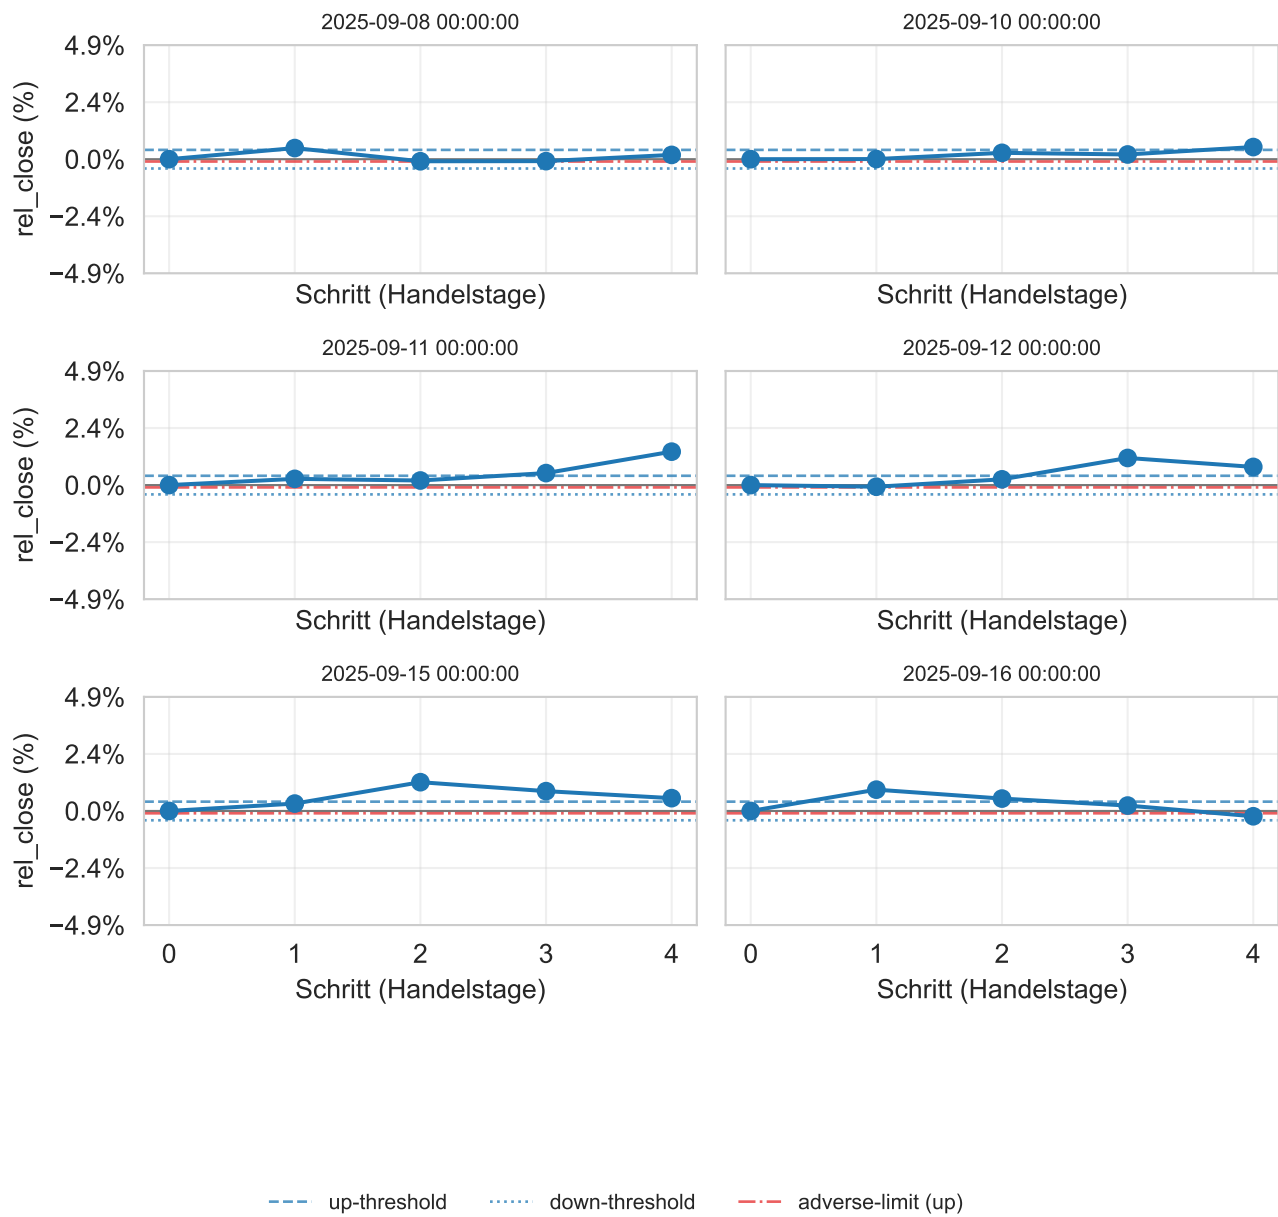 2025-09-08 00:00:00
2025-09-10 00:00:00
4.9%
2.4%
0.0%
−2.4%
−4.9%
rel_close (%)
Schritt (Handelstage)
Schritt (Handelstage)
2025-09-11 00:00:00
2025-09-12 00:00:00
4.9%
2.4%
0.0%
−2.4%
−4.9%
rel_close (%)
Schritt (Handelstage)
Schritt (Handelstage)
2025-09-15 00:00:00
2025-09-16 00:00:00
4.9%
2.4%
0.0%
−2.4%
−4.9%
rel_close (%)
0 1 2 3 4
0 1 2 3 4
Schritt (Handelstage)
Schritt (Handelstage)
up-threshold
down-threshold
adverse-limit (up)